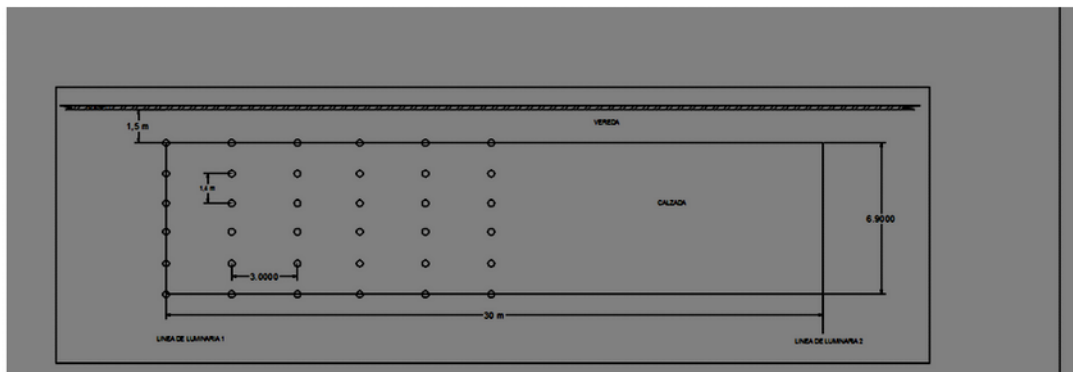 VEREDA
1,5 m
1,4 m
CALZADA
6.9000
3.0000
30 m
LINEA DE LUMINARIA 1
LINEA DE LUMINARIA 2